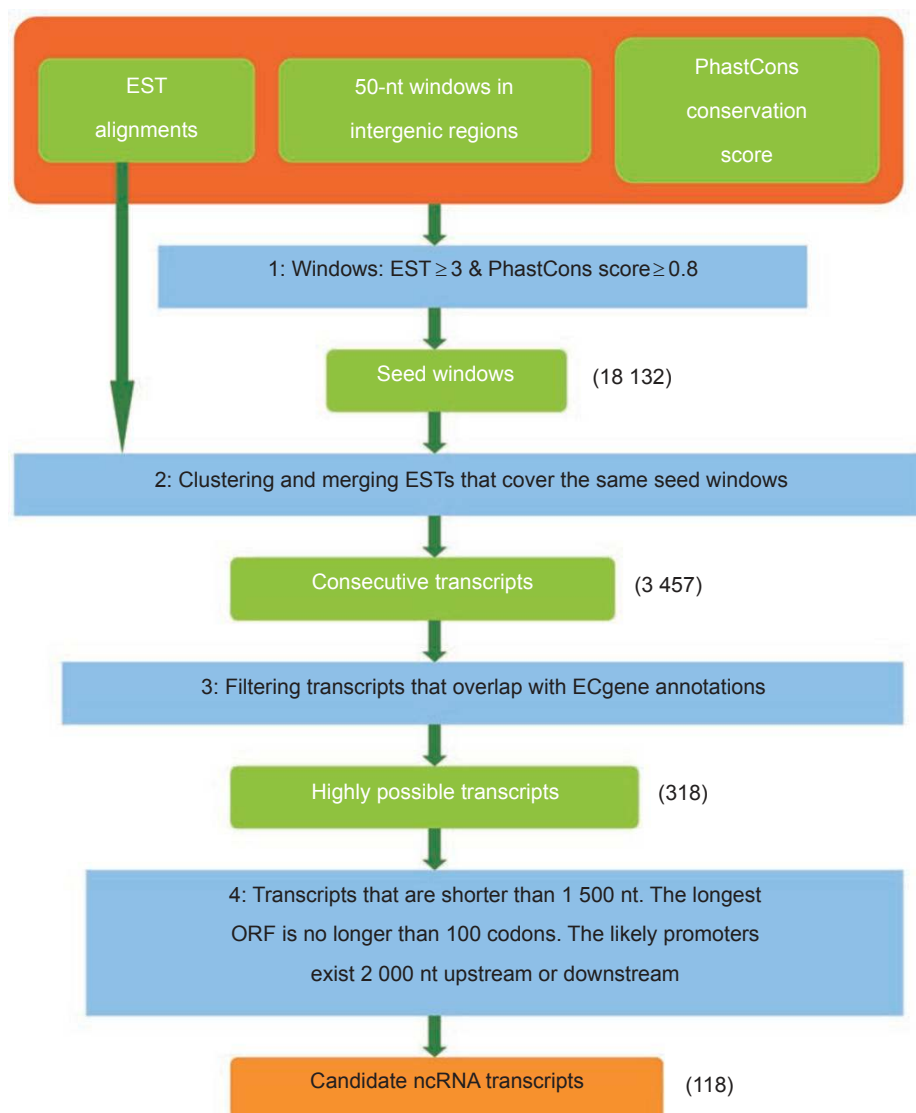 EST
alignments
50-nt windows in
intergenic regions
PhastCons
conservation
score
1: Windows: EST ≥ 3 & PhastCons score ≥ 0.8
Seed windows
(18 132)
2: Clustering and merging ESTs that cover the same seed windows
Consecutive transcripts
(3 457)
3: Filtering transcripts that overlap with ECgene annotations
Highly possible transcripts
(318)
4: Transcripts that are shorter than 1 500 nt. The longest
ORF is no longer than 100 codons. The likely promoters
exist 2 000 nt upstream or downstream
Candidate ncRNA transcripts
(118)